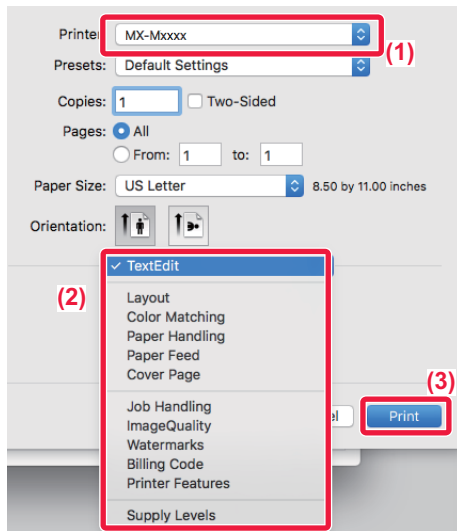 Printer: MX-Mxxxx
(1)
Presets: Default Settings
Copies: 1 Two-Sided
Pages: All
From: 1 to: 1
Paper Size: US Letter 8.50 by 11.00 inches
Orientation:
✓ TextEdit
(2)
Layout
Color Matching
Paper Handling
Paper Feed
Cover Page
(3)
Job Handling
ImageQuality
Watermarks
Billing Code
Printer Features
Supply Levels
el Print